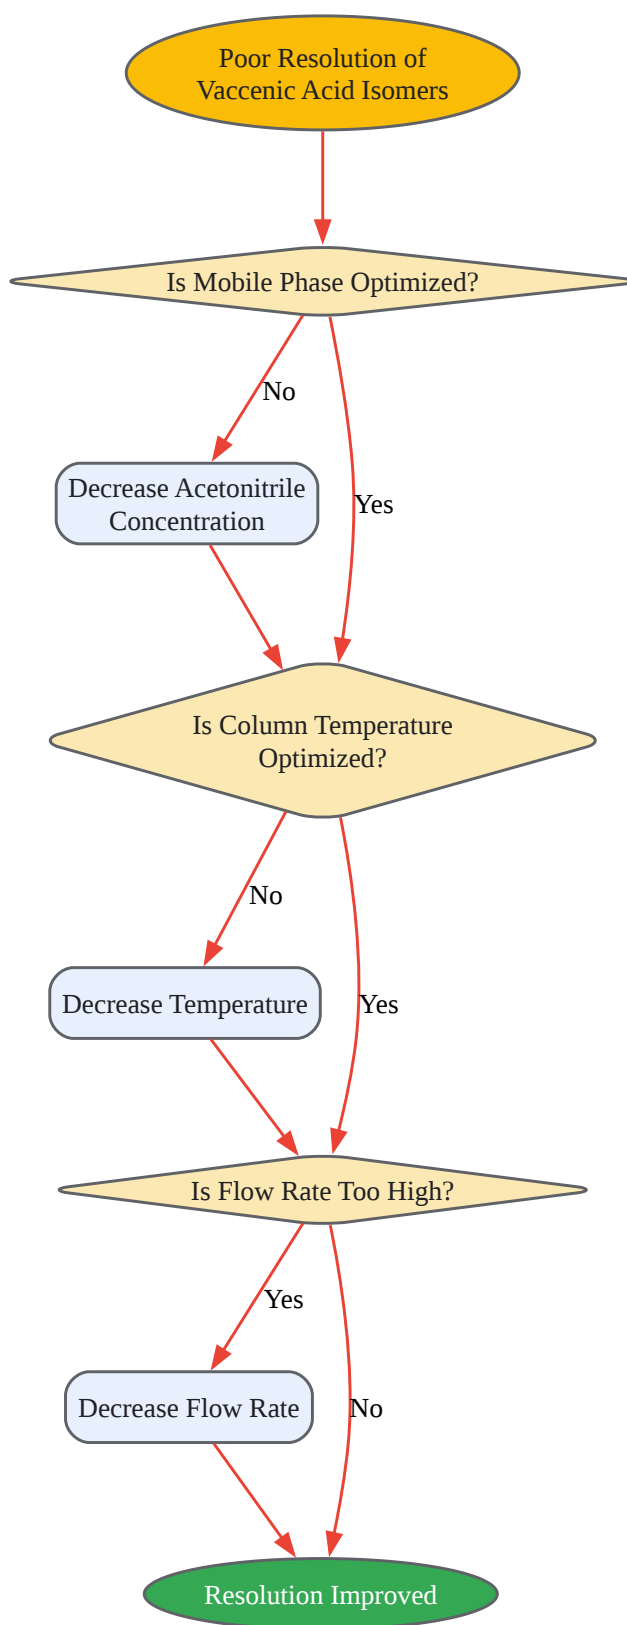 Poor Resolution of
Vaccenic Acid Isomers
Is Mobile Phase Optimized?
No
Decrease Acetonitrile
Concentration
Yes
Is Column Temperature
Optimized?
No
Decrease Temperature
Yes
Is Flow Rate Too High?
Yes
Decrease Flow Rate
No
Resolution Improved